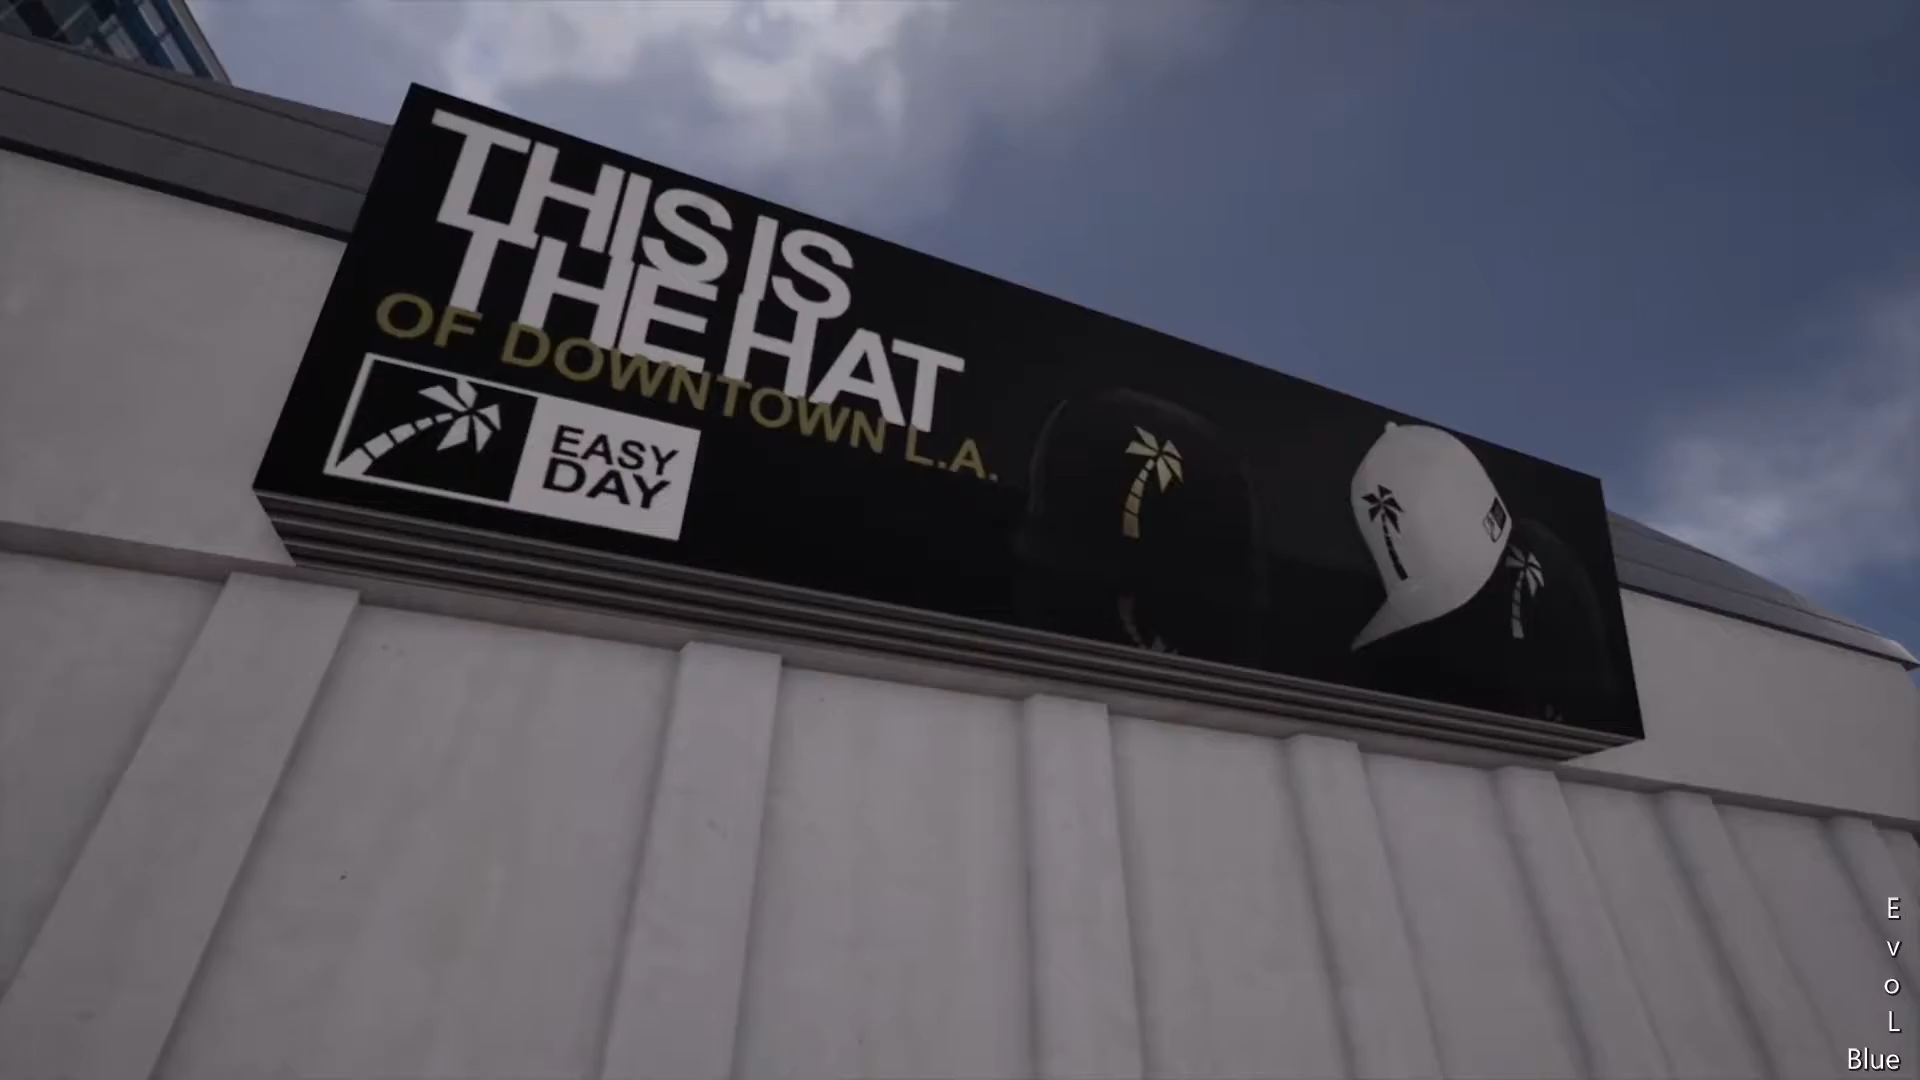 THIS IS
THE HAT
OF DOWNTOWN L.A.
EASY
DAY
E
v
o
L
Blue